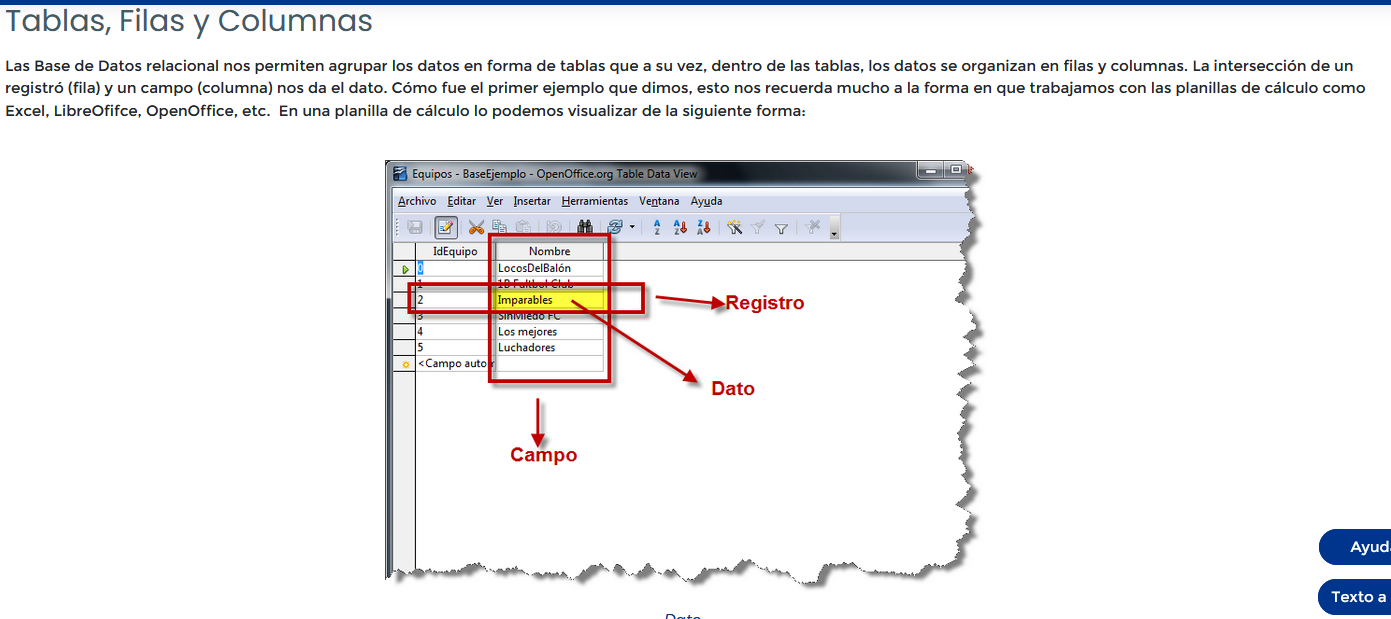 Tablas, Filas y Columnas
Las Base de Datos relacional nos permiten agrupar los datos en forma de tablas que a su vez, dentro de las tablas, los datos se organizan en filas y columnas. La intersección de un
registró (fila) y un campo (columna) nos da el dato. Cómo fue el primer ejemplo que dimos, esto nos recuerda mucho a la forma en que trabajamos con las planillas de cálculo como
Excel, LibreOfifce, OpenOffice, etc.  En una planilla de cálculo lo podemos visualizar de la siguiente forma:
Equipos - BaseEjemplo - OpenOffice.org Table Data View
Archivo Editar Ver Insertar Herramientas Ventana Ayuda
IdEquipo Nombre
0 LocosDelBalón
1
2 Imparables
Registro
3 SinMiedo FC
4 Los mejores
5 Luchadores
<Campo auto
Dato
Campo
Ayuda
Texto a
Dato